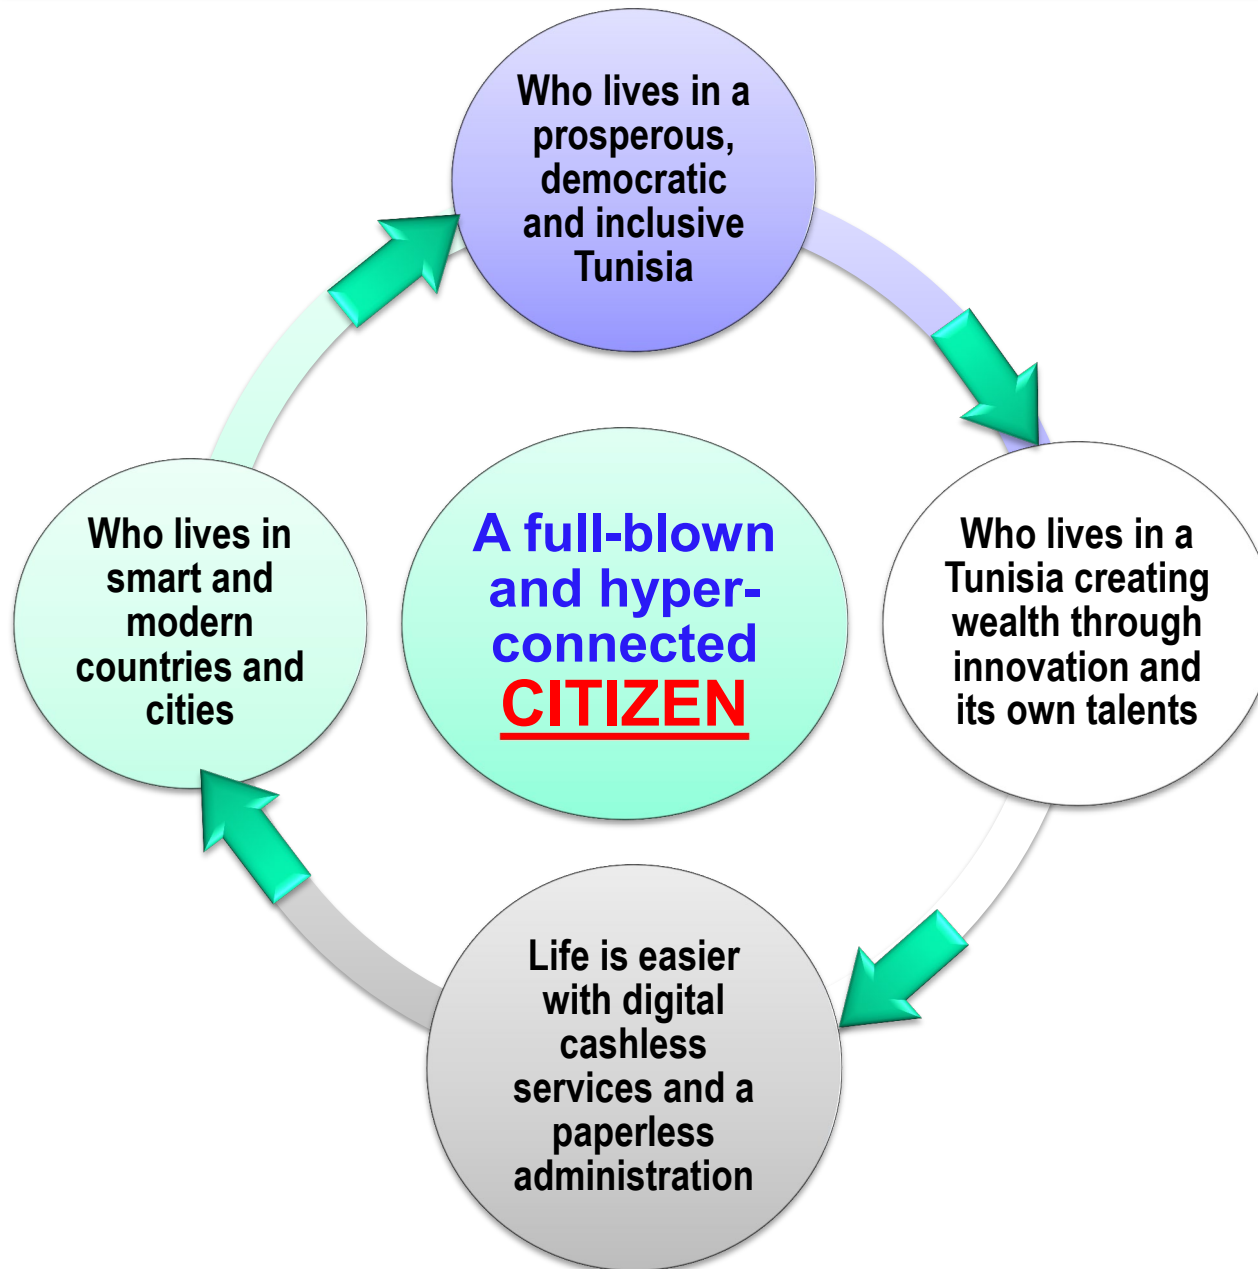 Who lives in a
prosperous,
democratic
and inclusive
Tunisia
Who lives in a
Tunisia creating
wealth through
innovation and
its own talents
Life is easier
with digital
cashless
services and a
paperless
administration
Who lives in
smart and
modern
countries and
cities
A full-blown
and hyper-
connected
CITIZEN